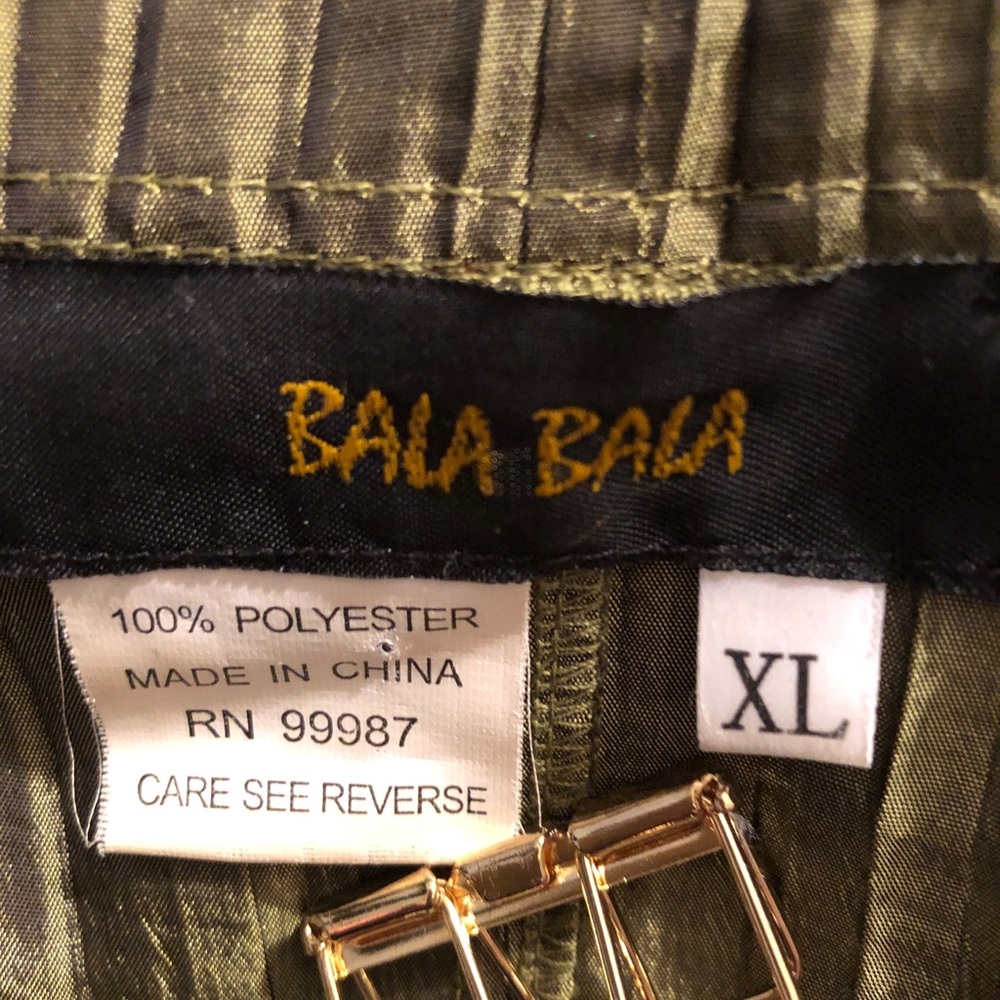 BALA BALA
100% POLYESTER
MADE IN CHINA
RN 99987
CARE SEE REVERSE
XL